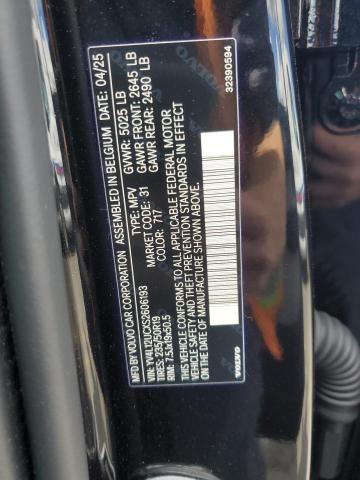 MFD BY VOLVO CAR CORPORATION ASSEMBLED IN BELGIUM DATE: 04/25
VIN: YV4L12UCXS2606193 TYPE: MPV GVWR: 5025 LB
TIRES: 235/50R19 MARKET CODE: 31 GAWR FRONT: 2645 LB
RIM: 7.5Jx19x50.5 COLOR: 717 GAWR REAR: 2490 LB
VEHICLE CONFORMS TO ALL APPLICABLE FEDERAL MOTOR
VEHICLE SAFETY AND THEFT PREVENTION STANDARDS IN EFFECT
ON THE DATE OF MANUFACTURE SHOWN ABOVE.
VOLVO 32390594